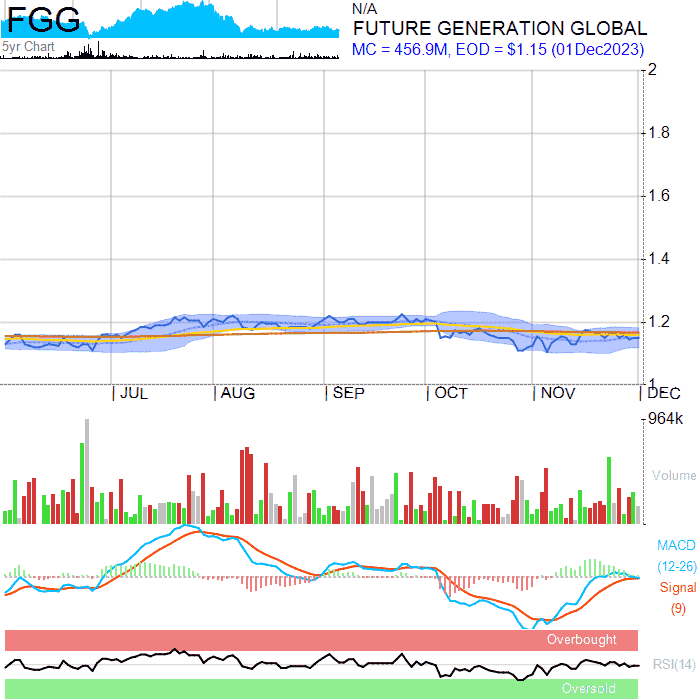 FGG
5yr Chart
N/A
FUTURE GENERATION GLOBAL
MC = 456.9M, EOD = $1.15 (01Dec2023)
2
1.8
1.6
1.4
1.2
1
JUL AUG SEP OCT NOV DEC
964k
Volume
MACD
(12-26)
Signal
(9)
Overbought
RSI(14)
Oversold